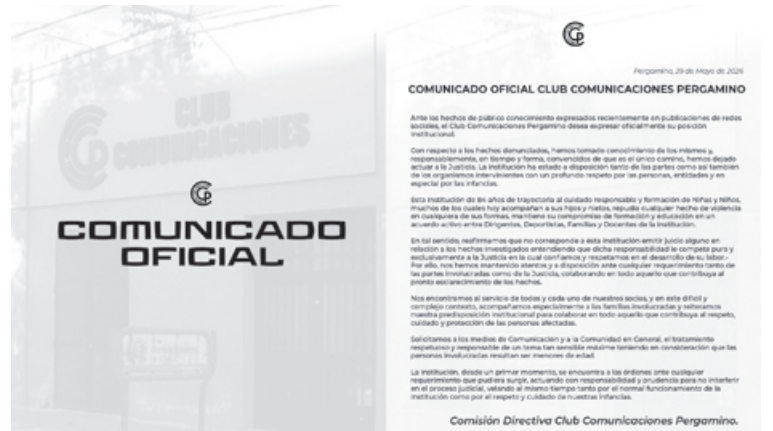 CLUB
COMUNICACIONES
COMUNICADO
OFICIAL
Pergamino, 29 de Mayo de 2026
COMUNICADO OFICIAL CLUB COMUNICACIONES PERGAMINO
Ante los hechos de público conocimiento expresados recientemente en publicaciones de redes
sociales, el Club Comunicaciones Pergamino desea expresar oficialmente su posición
institucional.
Con respecto a los hechos denunciados, hemos tomado conocimiento de los mismos y,
responsablemente, en tiempo y forma, convencidos de que es el único camino, hemos dejado
actuar a la Justicia. La institución ha estado a disposición tanto de las partes como así también
de los organismos intervinientes con un profundo respeto por las personas, entidades y en
especial por las infancias.
Esta Institución de 84 años de trayectoria al cuidado responsable y formación de Niñas y Niños,
muchos de los cuales hoy acompañan a sus hijos y nietos, repudia cualquier hecho de violencia
en cualquiera de sus formas, mantiene su compromiso de formación y educación en un
acuerdo activo entre Dirigentes, Deportistas, Familias y Docentes de la Institución.
En tal sentido, reafirmamos que no corresponde a ésta institución emitir juicio alguno en
relación a los hechos investigados entendiendo que dicha responsabilidad le compete pura y
exclusivamente a la Justicia en la cual confiamos y respetamos en el desarrollo de su labor.-
Por ello, nos hemos mantenido atentos y a disposición ante cualquier requerimiento tanto de
las partes involucradas como de la Justicia, colaborando en todo aquello que contribuya al
pronto esclarecimiento de los hechos.
Nos encontramos al servicio de todos y cada uno de nuestros socios, y en este difícil y
complejo contexto, acompañamos especialmente a las familias involucradas y reiteramos
nuestra predisposición institucional para colaborar en todo aquello que contribuya al respeto,
cuidado y protección de las personas afectadas.
Solicitamos a los medios de Comunicación y a la Comunidad en General, el tratamiento
respetuoso y responsable de un tema tan sensible máxime teniendo en consideración que las
personas involucradas resultan ser menores de edad.
La Institución, desde un primer momento, se encuentra a las órdenes ante cualquier
requerimiento que pudiera surgir, actuando con responsabilidad y prudencia para no interferir
en el proceso judicial, velando al mismo tiempo tanto por el normal funcionamiento de la
Institución como por el respeto y cuidado de nuestras infancias.
Comisión Directiva Club Comunicaciones Pergamino.